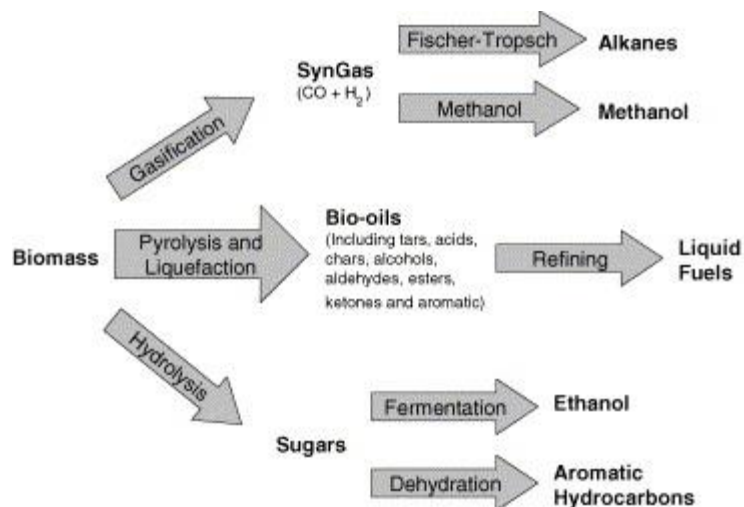 Fischer-Tropsch
Alkanes
SynGas
(CO + H₂)
Methanol
Methanol
Gasification
Biomass
Pyrolysis and
Liquefaction
Bio-oils
(Including tars, acids,
chars, alcohols,
aldehydes, esters,
ketones and aromatic)
Refining
Liquid
Fuels
Hydrolysis
Sugars
Fermentation
Ethanol
Dehydration
Aromatic
Hydrocarbons